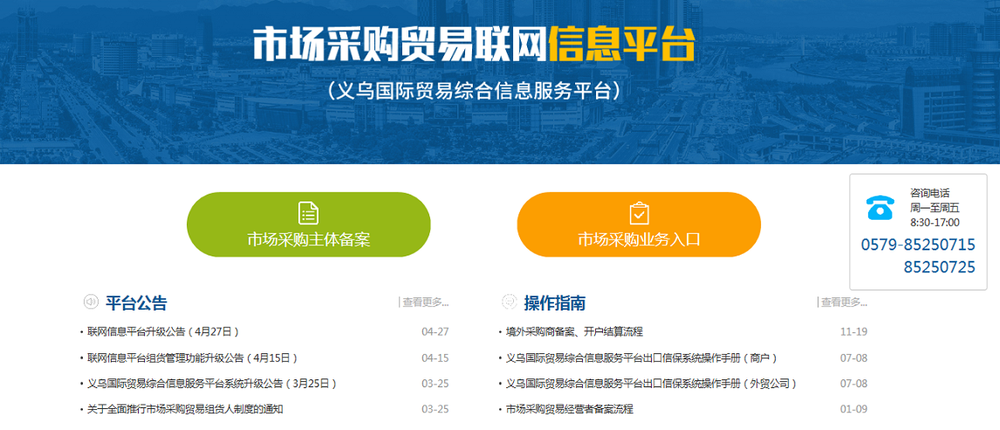 市场采购贸易联网信息平台
（义乌国际贸易综合信息服务平台）
市场采购主体备案
市场采购业务入口
咨询电话
周一至周五
8:30-17:00
0579-85250715
85250725
平台公告
查看更多...
联网信息平台升级公告（4月27日） 04-27
联网信息平台组货管理功能升级公告（4月15日） 04-15
义乌国际贸易综合信息服务平台系统升级公告（3月25日） 03-25
关于全面推行市场采购贸易组货人制度的通知 03-25
操作指南
查看更多...
境外采购商备案、开户结算流程 11-19
义乌国际贸易综合信息服务平台出口信保系统操作手册（商户） 07-08
义乌国际贸易综合信息服务平台出口信保系统操作手册（外贸公司） 07-08
市场采购贸易经营者备案流程 01-09